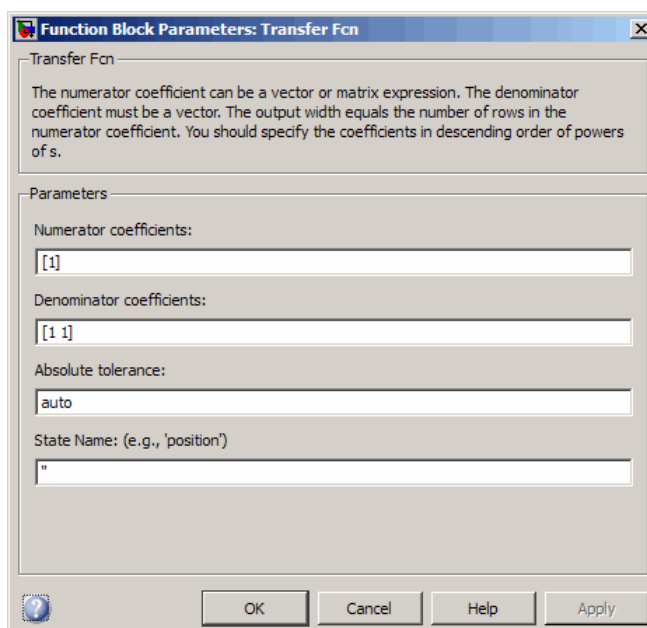 Function Block Parameters: Transfer Fcn
Transfer Fcn
The numerator coefficient can be a vector or matrix expression. The denominator
coefficient must be a vector. The output width equals the number of rows in the
numerator coefficient. You should specify the coefficients in descending order of powers
of s.
Parameters
Numerator coefficients:
[1]
Denominator coefficients:
[1 1]
Absolute tolerance:
auto
State Name: (e.g., 'position')
''
OK Cancel Help Apply